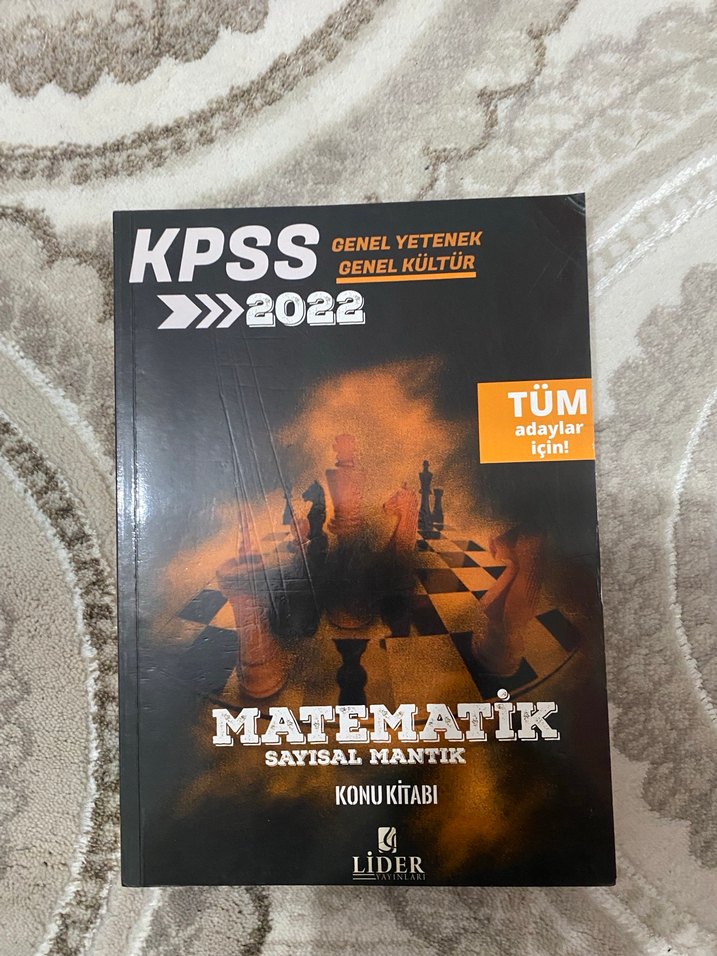 KPSS
GENEL YETENEK
GENEL KÜLTÜR
2022
TÜM
adaylar
için!
MATEMATİK
SAYISAL MANTIK
KONU KİTABI
LİDER
YAYINLARI